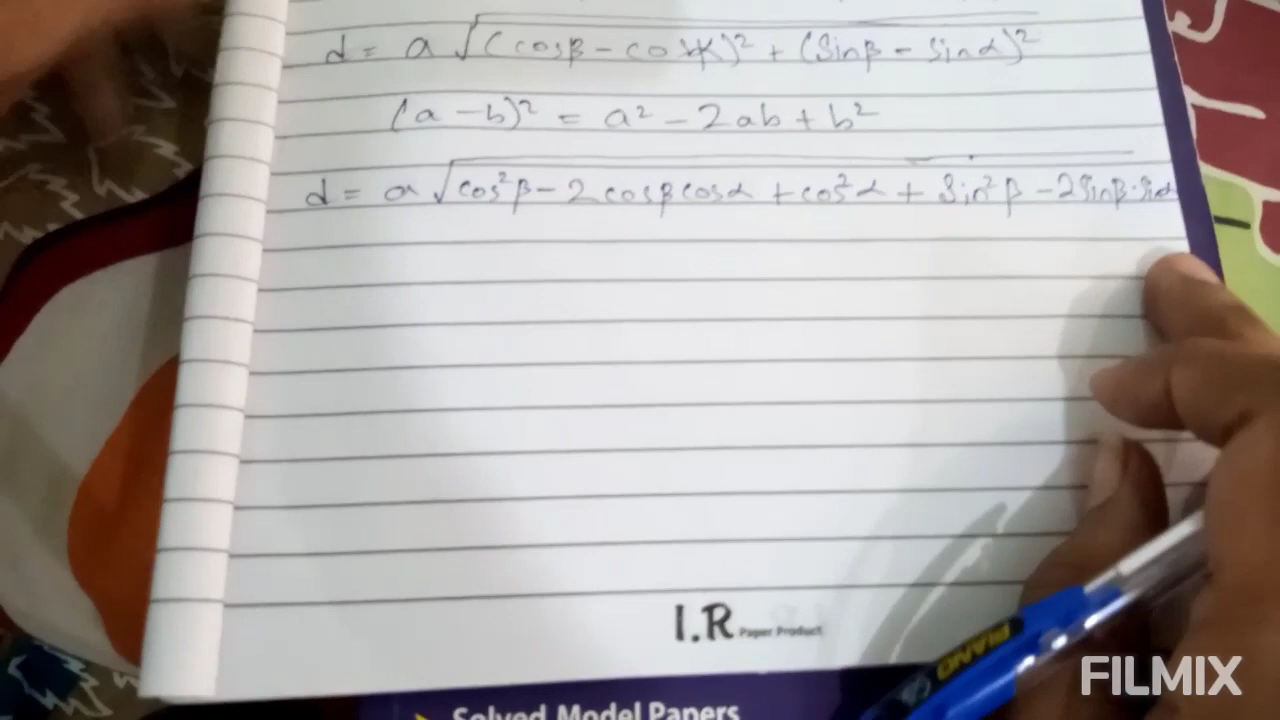 d = a √(cosβ - cosα)² + (Sinβ - Sinα)²
(a - b)² = a² - 2ab + b²
d = a √cos²β - 2cosβcosα + cos²α + Sin²β - 2Sinβ·Sinα
I.R Paper Product
PIANO
FILMIX
Solved Model Papers